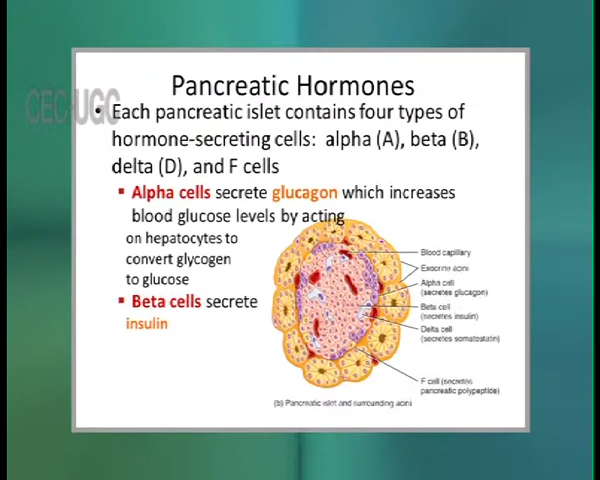 CEC-UGC
Pancreatic Hormones
• Each pancreatic islet contains four types of
hormone-secreting cells: alpha (A), beta (B),
delta (D), and F cells
▪ Alpha cells secrete glucagon which increases
blood glucose levels by acting
on hepatocytes to
convert glycogen
to glucose
▪ Beta cells secrete
insulin
Blood capillary
Exocrine acini
Alpha cell
(secretes glucagon)
Beta cell
(secretes insulin)
Delta cell
(secretes somatostatin)
F cell (secretes
pancreatic polypeptide)
(b) Pancreatic islet and surrounding acini